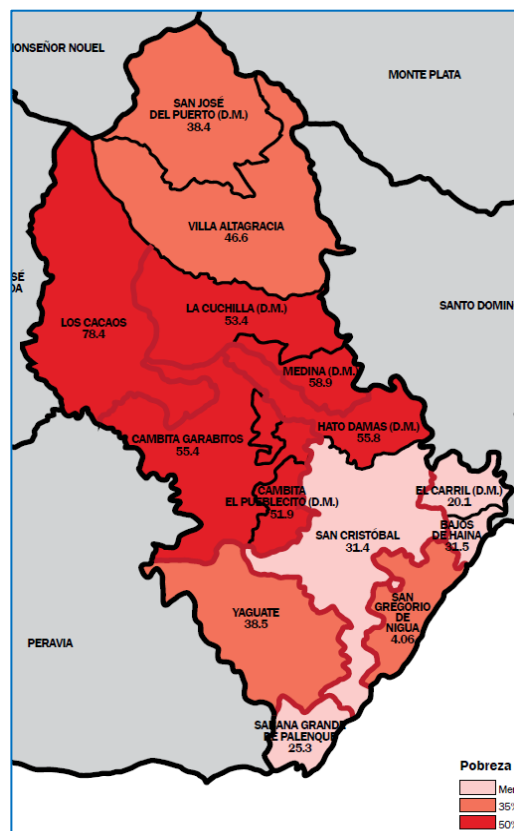 ONSEÑOR NOUEL
MONTE PLATA
SAN JOSÉ
DEL PUERTO (D.M.)
38.4
VILLA ALTAGRACIA
46.6
SÉ
DA
SANTO DOMIN
LA CUCHILLA (D.M.)
53.4
LOS CACAOS
78.4
MEDINA (D.M.)
58.9
HATO DAMAS (D.M.)
55.8
CAMBITA GARABITOS
55.4
CAMBITA
EL PUEBLECITO (D.M.)
51.9
EL CARRIL (D.M.)
20.1
BAJOS
DE HAINA
31.5
SAN CRISTÓBAL
31.4
SAN
GREGORIO
DE
NIGUA
4.06
YAGUATE
38.5
PERAVIA
SABANA GRANDE
DE PALENQUE
25.3
Pobreza
Men
35%
50%